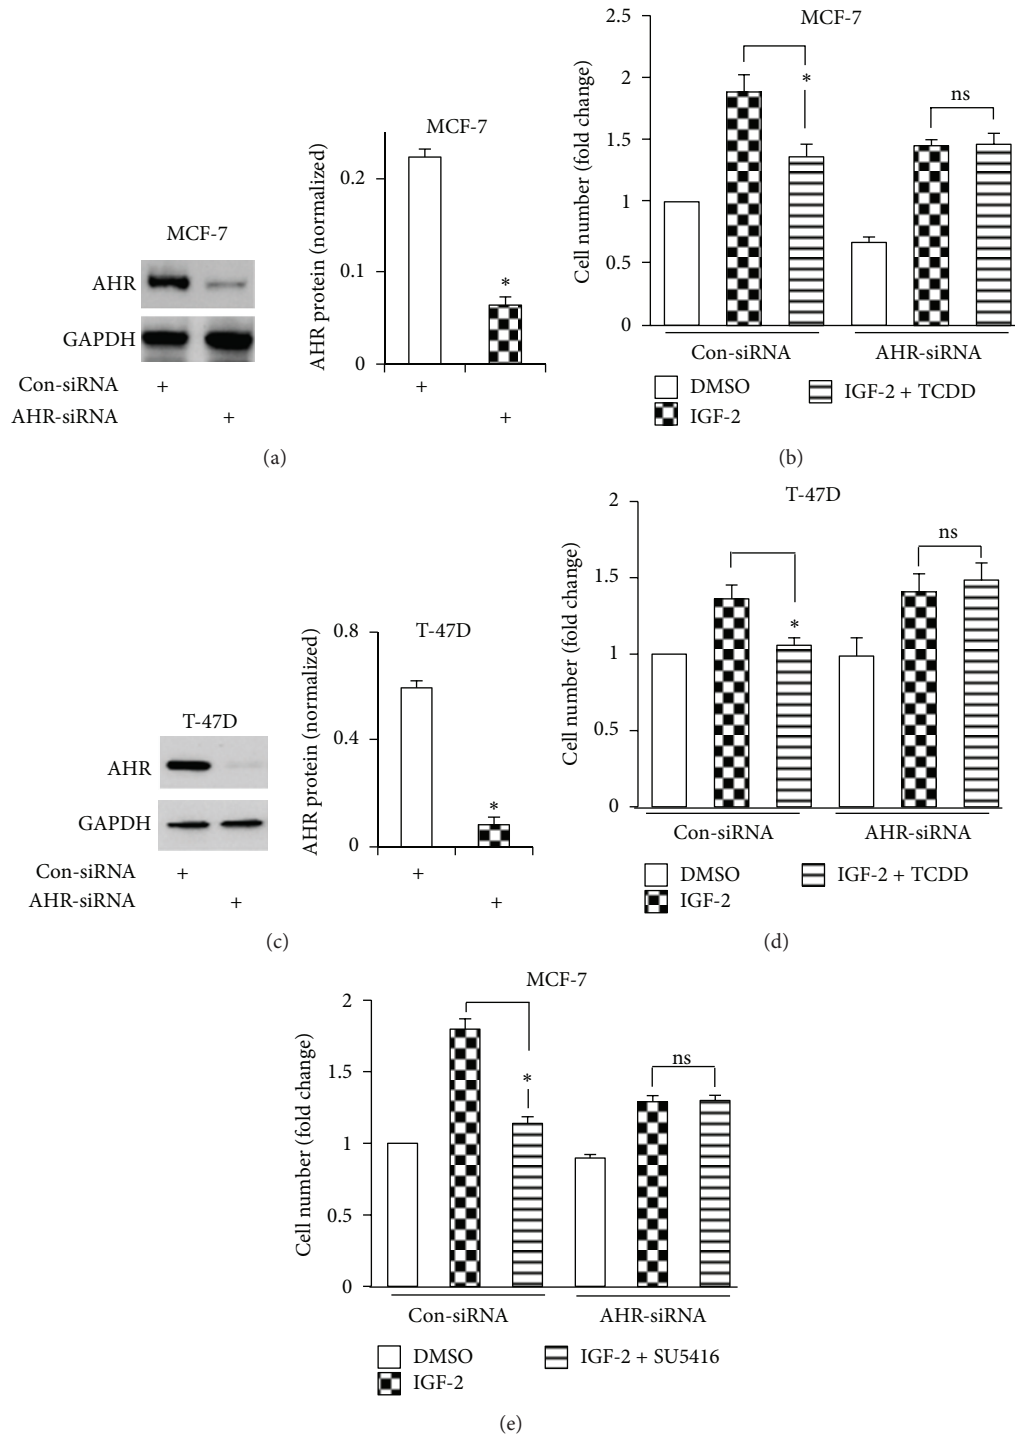 MCF-7
AHR
GAPDH
Con-siRNA +
AHR-siRNA +
MCF-7
AHR protein (normalized)
0.2
0.1
0
*
+
+
(a)
MCF-7
Cell number (fold change)
2.5
2
1.5
1
0.5
0
*
ns
Con-siRNA AHR-siRNA
DMSO IGF-2 + TCDD
IGF-2
(b)
T-47D
AHR
GAPDH
Con-siRNA +
AHR-siRNA +
T-47D
AHR protein (normalized)
0.8
0.4
0
*
+
+
(c)
T-47D
Cell number (fold change)
2
1.5
1
0.5
0
*
ns
Con-siRNA AHR-siRNA
DMSO IGF-2 + TCDD
IGF-2
(d)
MCF-7
Cell number (fold change)
2
1.5
1
0.5
0
*
ns
Con-siRNA AHR-siRNA
DMSO IGF-2 + SU5416
IGF-2
(e)